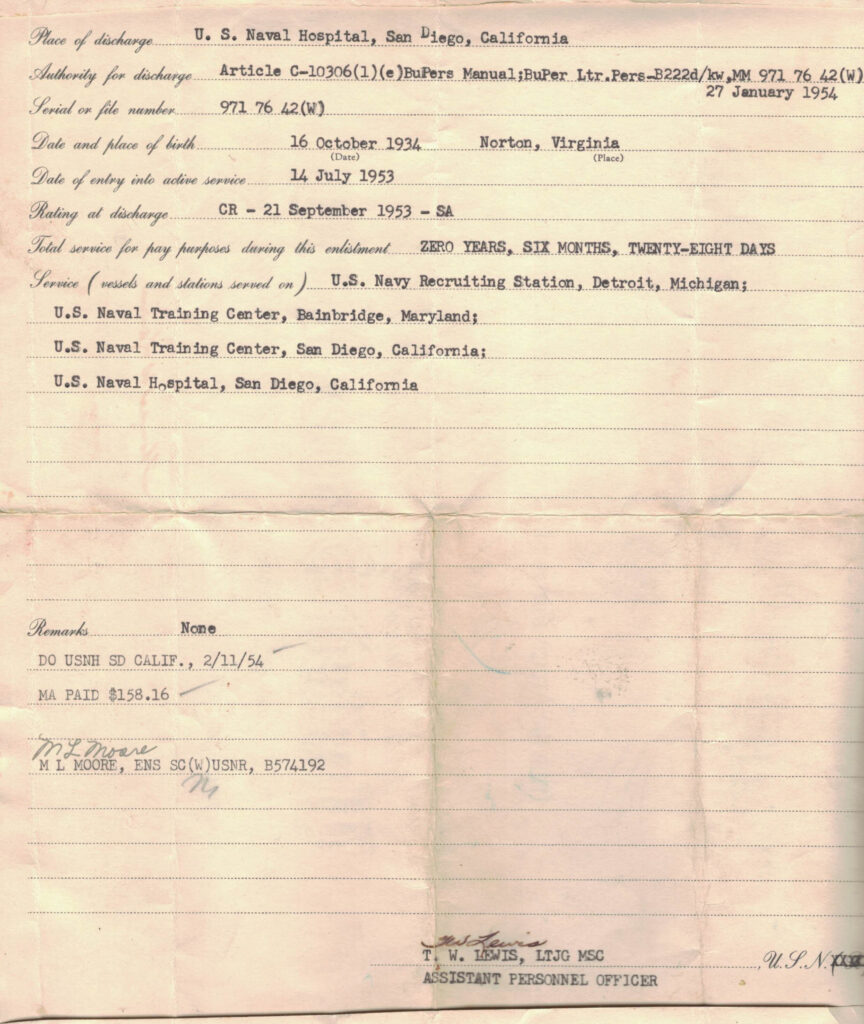 Place of discharge U. S. Naval Hospital, San Diego, California
Authority for discharge Article C-10306(1)(e)BuPers Manual;BuPer Ltr.Pers-B222d/kw,MM 971 76 42(W)
27 January 1954
Serial or file number 971 76 42(W)
Date and place of birth 16 October 1934 Norton, Virginia
(Date) (Place)
Date of entry into active service 14 July 1953
Rating at discharge CR - 21 September 1953 - SA
Total service for pay purposes during this enlistment ZERO YEARS, SIX MONTHS, TWENTY-EIGHT DAYS
Service (vessels and stations served on) U.S. Navy Recruiting Station, Detroit, Michigan;
U.S. Naval Training Center, Bainbridge, Maryland;
U.S. Naval Training Center, San Diego, California;
U.S. Naval Hospital, San Diego, California
Remarks None
DO USNH SD CALIF., 2/11/54
MA PAID $158.16
M L Moore
M L MOORE, ENS SC(W)USNR, B574192
TW Lewis
T. W. LEWIS, LTJG MSC , U.S.N.
ASSISTANT PERSONNEL OFFICER